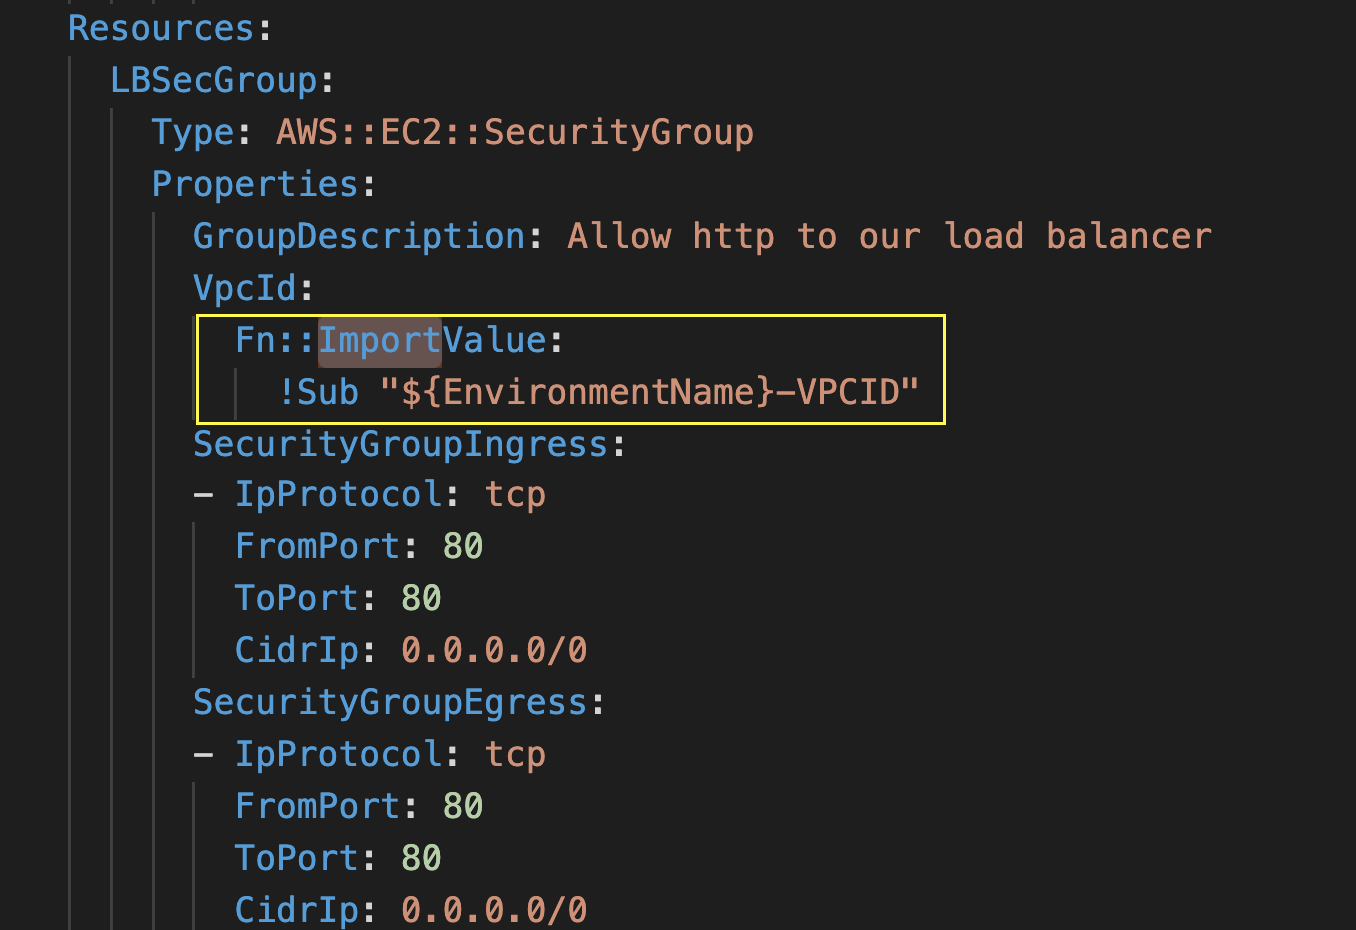 Resources:
LBSecGroup:
Type: AWS::EC2::SecurityGroup
Properties:
GroupDescription: Allow http to our load balancer
VpcId:
Fn::ImportValue:
!Sub "${EnvironmentName}-VPCID"
SecurityGroupIngress:
- IpProtocol: tcp
FromPort: 80
ToPort: 80
CidrIp: 0.0.0.0/0
SecurityGroupEgress:
- IpProtocol: tcp
FromPort: 80
ToPort: 80
CidrIp: 0.0.0.0/0